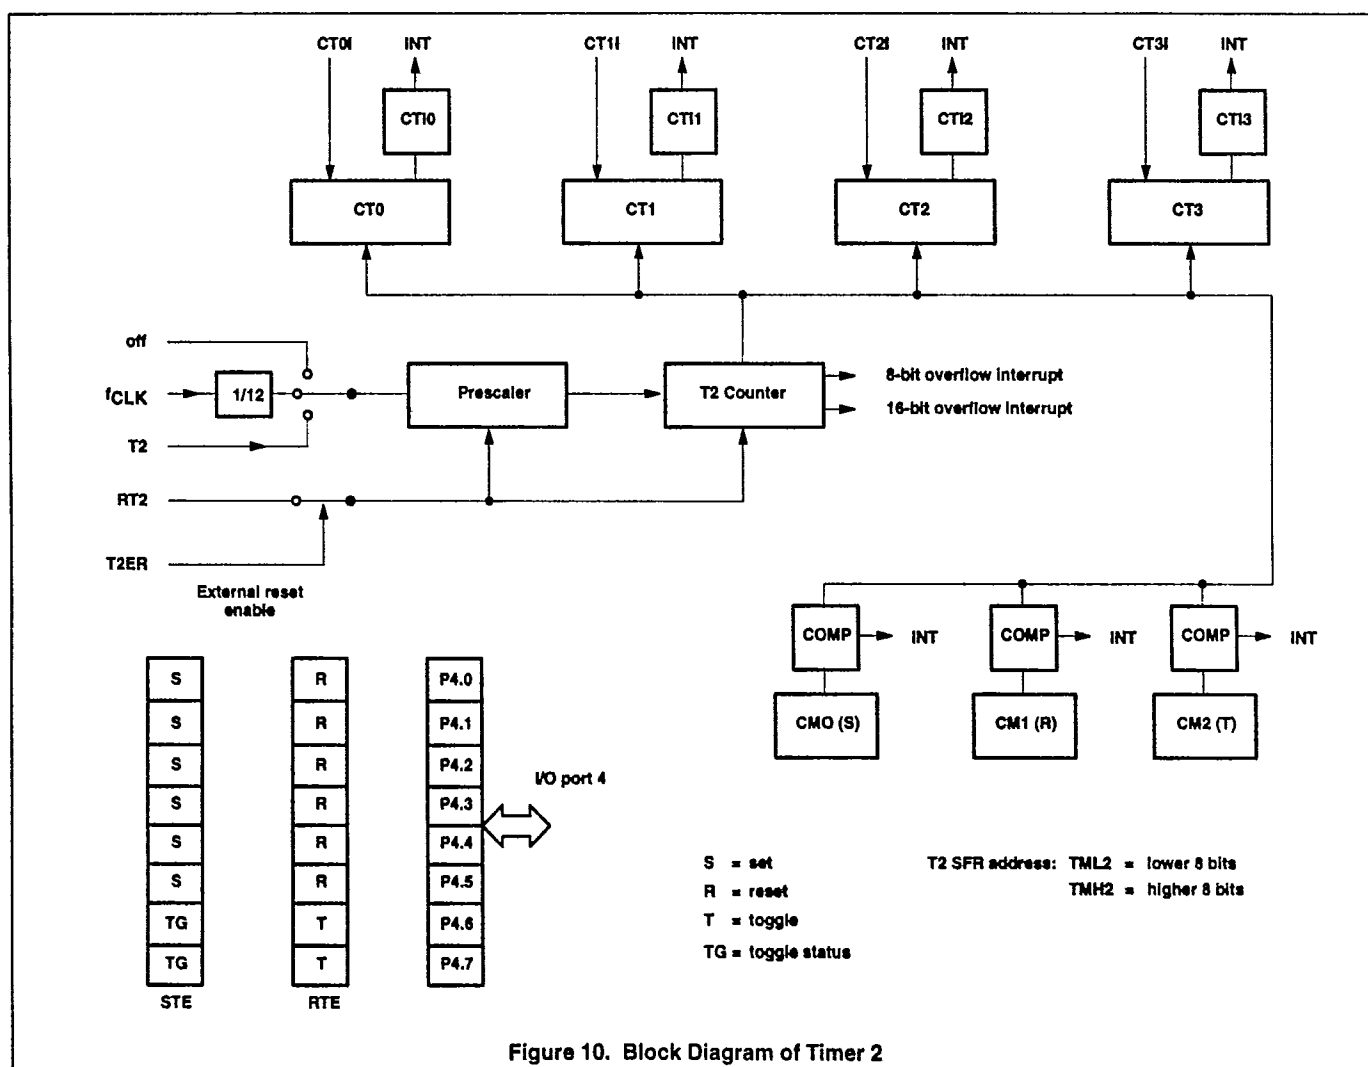 CT0I INT CT1I INT CT2I INT CT3I INT
CTI0 CTI1 CTI2 CTI3
CT0 CT1 CT2 CT3
off
fCLK 1/12 Prescaler T2 Counter 8-bit overflow interrupt
16-bit overflow interrupt
T2
RT2
T2ER
External reset
enable
COMP INT COMP INT COMP INT
CMO (S) CM1 (R) CM2 (T)
S R P4.0
S R P4.1
S R P4.2
S R P4.3
S R P4.4
S R P4.5
TG T P4.6
TG T P4.7
STE RTE
I/O port 4
S = set
R = reset
T = toggle
TG = toggle status
T2 SFR address: TML2 = lower 8 bits
TMH2 = higher 8 bits
Figure 10. Block Diagram of Timer 2